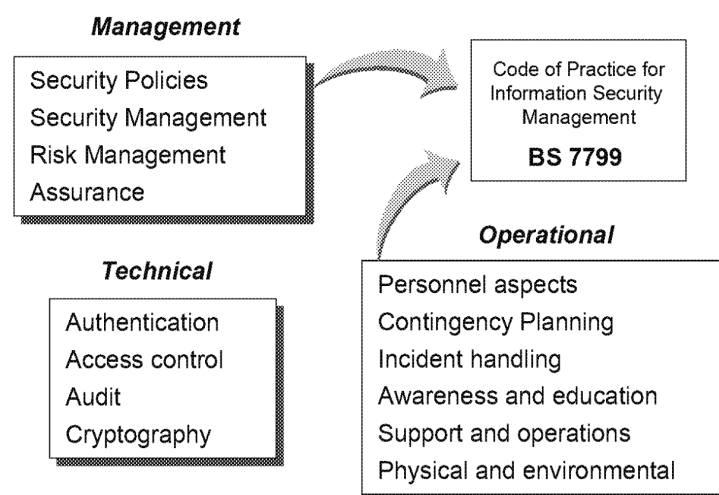 Management
Security Policies
Security Management
Risk Management
Assurance
Code of Practice for
Information Security
Management
BS 7799
Technical
Authentication
Access control
Audit
Cryptography
Operational
Personnel aspects
Contingency Planning
Incident handling
Awareness and education
Support and operations
Physical and environmental